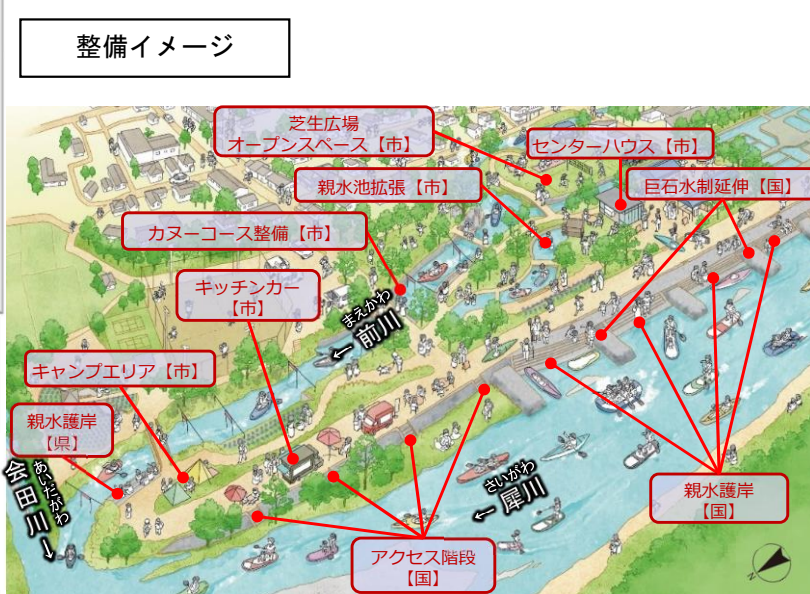 整備イメージ
芝生広場
オープンスペース【市】
センターハウス【市】
親水池拡張【市】
巨石水制延伸【国】
カヌーコース整備【市】
キッチンカー
【市】
まえかわ
← 前川
キャンプエリア【市】
親水護岸
【県】
あいだがわ
会田川→
さいがわ
← 犀川
親水護岸
【国】
アクセス階段
【国】